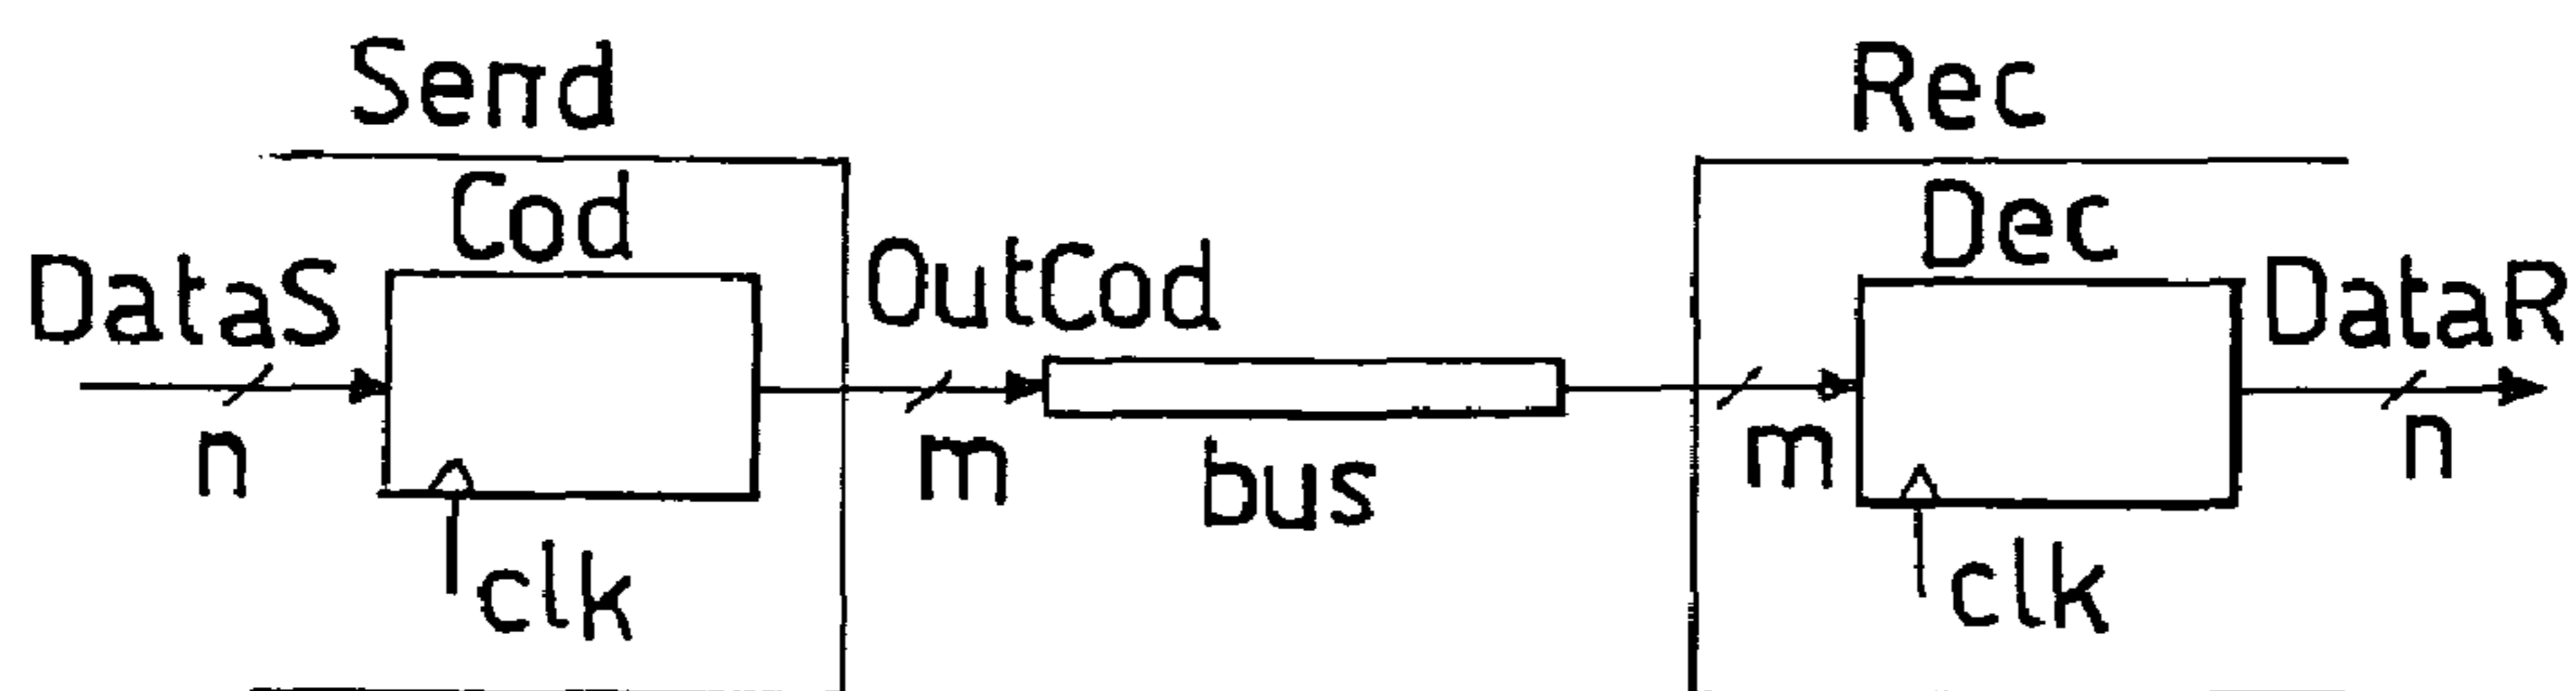 Send
Rec
Cod
Dec
DataS
OutCod
DataR
n
m
bus
m
n
clk
clk